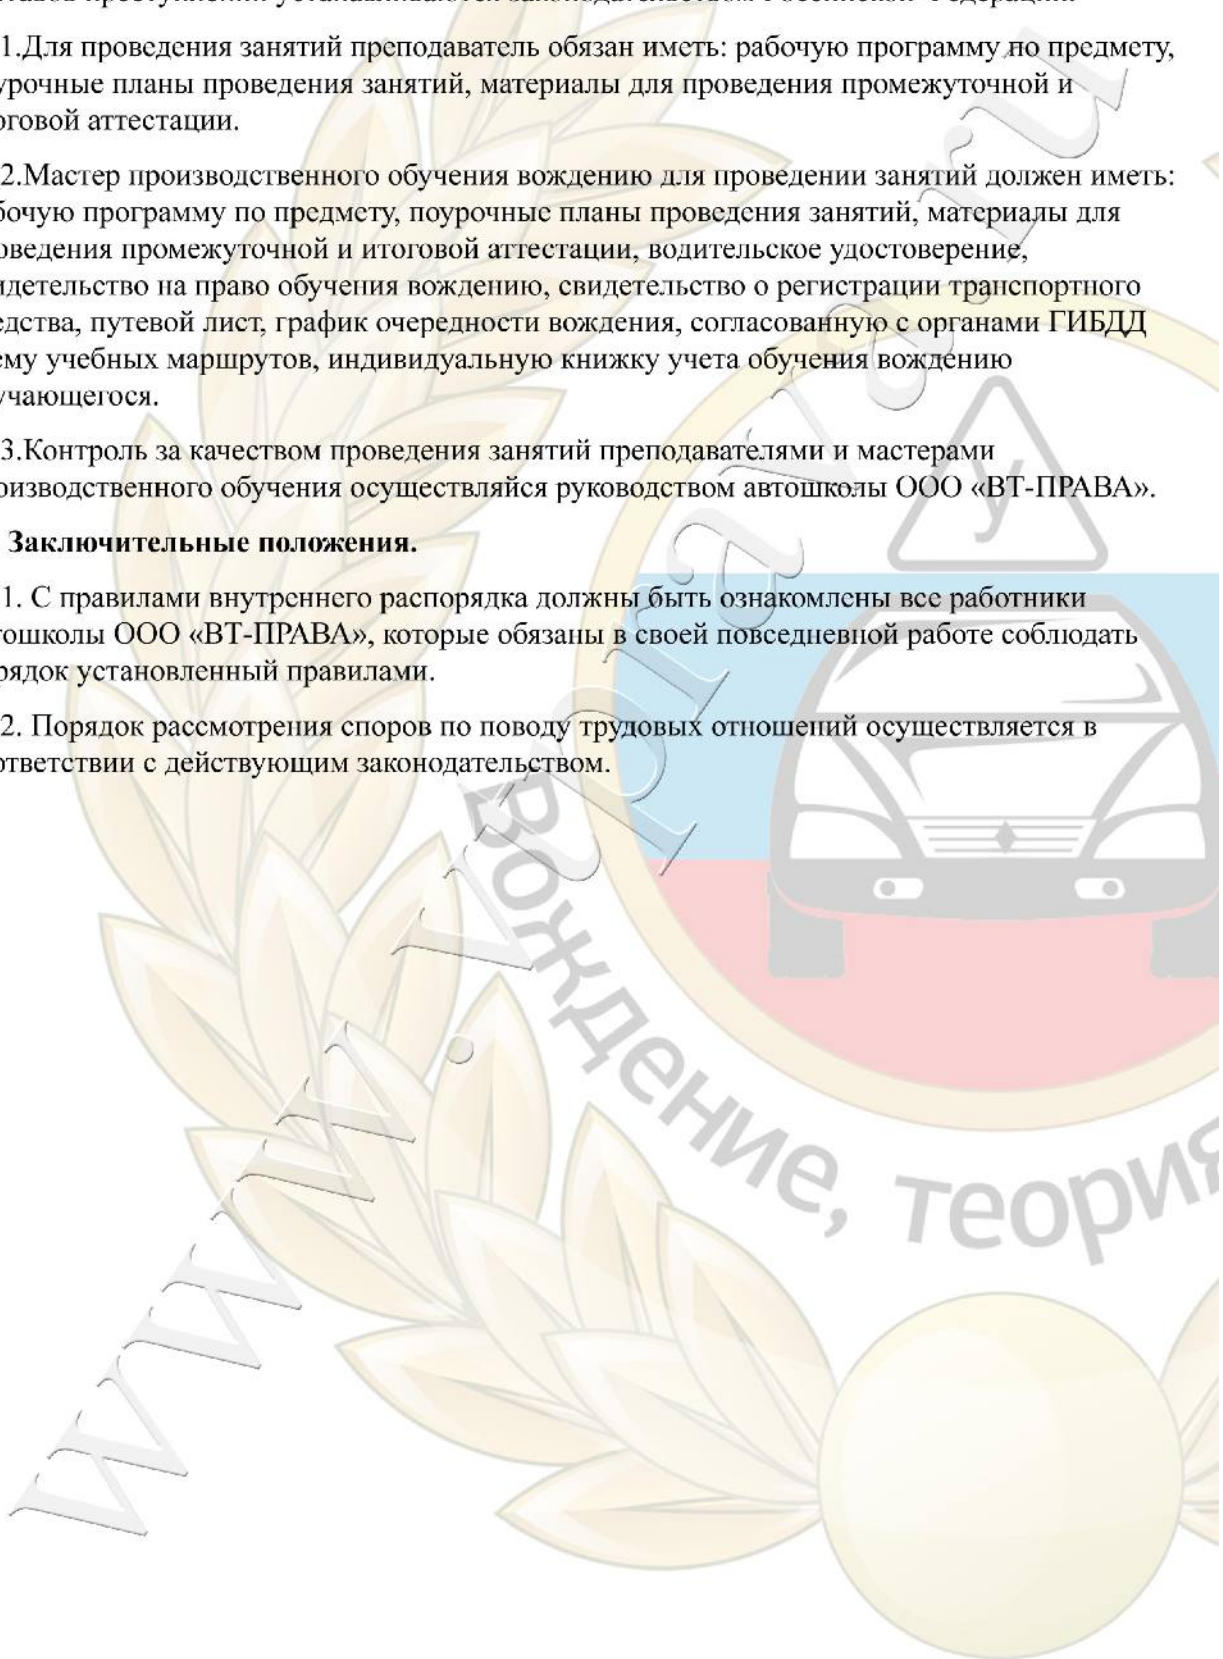 1.Для проведения занятий преподаватель обязан иметь: рабочую программу по предмету,
урочные планы проведения занятий, материалы для проведения промежуточной и
оговой аттестации.
2.Мастер производственного обучения вождению для проведении занятий должен иметь:
бочую программу по предмету, поурочные планы проведения занятий, материалы для
оведения промежуточной и итоговой аттестации, водительское удостоверение,
идетельство на право обучения вождению, свидетельство о регистрации транспортного
едства, путевой лист, график очередности вождения, согласованную с органами ГИБДД
ему учебных маршрутов, индивидуальную книжку учета обучения вождению
учающегося.
3.Контроль за качеством проведения занятий преподавателями и мастерами
оизводственного обучения осуществляйся руководством автошколы ООО «ВТ-ПРАВА».
Заключительные положения.
1. С правилами внутреннего распорядка должны быть ознакомлены все работники
тошколы ООО «ВТ-ПРАВА», которые обязаны в своей повседневной работе соблюдать
рядок установленный правилами.
2. Порядок рассмотрения споров по поводу трудовых отношений осуществляется в
ответствии с действующим законодательством.
У
Вождение, теория
www.vtprava.ru